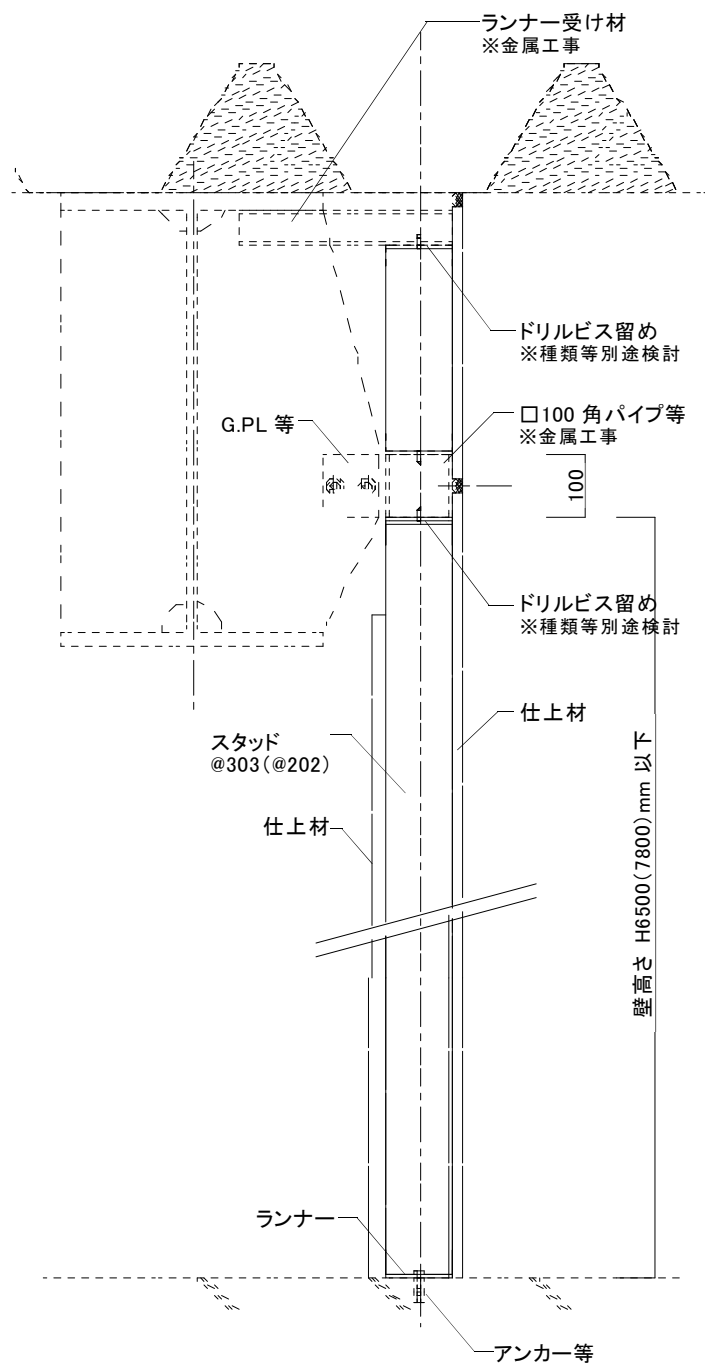 ランナー受け材
※金属工事
ドリルビス留め
※種類等別途検討
G.PL 等
口100 角パイプ等
※金属工事
100
ドリルビス留め
※種類等別途検討
仕上材
スタッド
@303(@202)
仕上材
壁高さ H6500(7800)mm 以下
ランナー
アンカー等